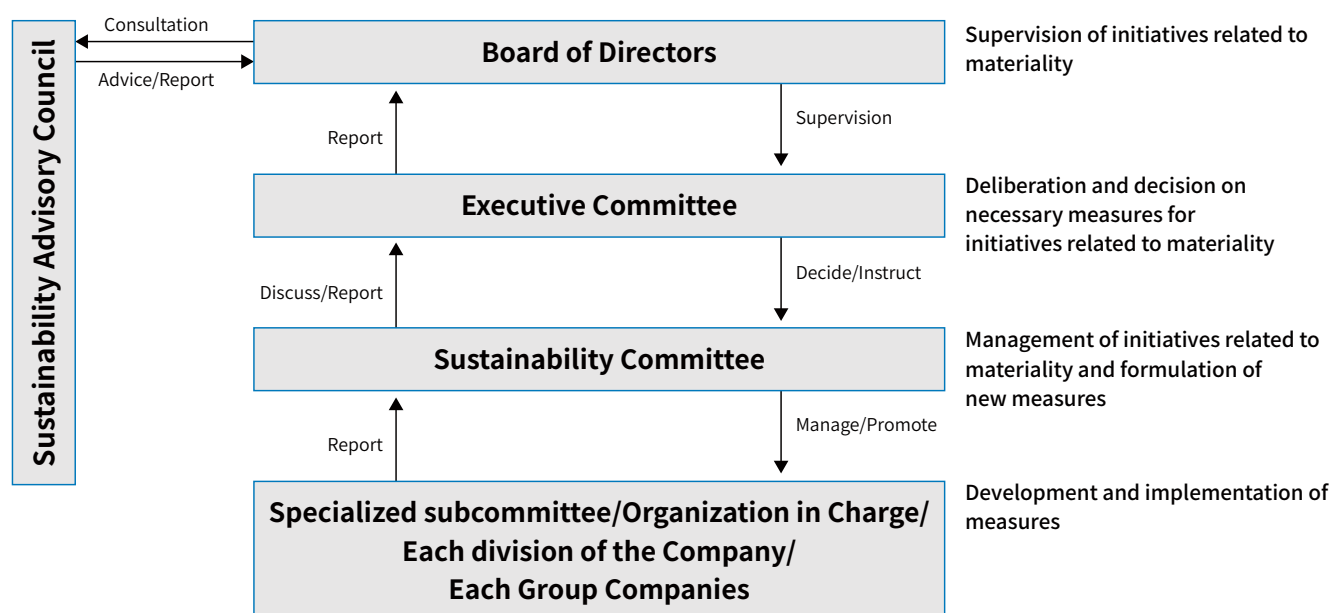 Sustainability Advisory Council
Consultation
Advice/Report
Board of Directors
Supervision of initiatives related to
materiality
Report
Supervision
Executive Committee
Deliberation and decision on
necessary measures for
initiatives related to materiality
Discuss/Report
Decide/Instruct
Sustainability Committee
Management of initiatives related to
materiality and formulation of
new measures
Report
Manage/Promote
Specialized subcommittee/Organization in Charge/
Each division of the Company/
Each Group Companies
Development and implementation of
measures